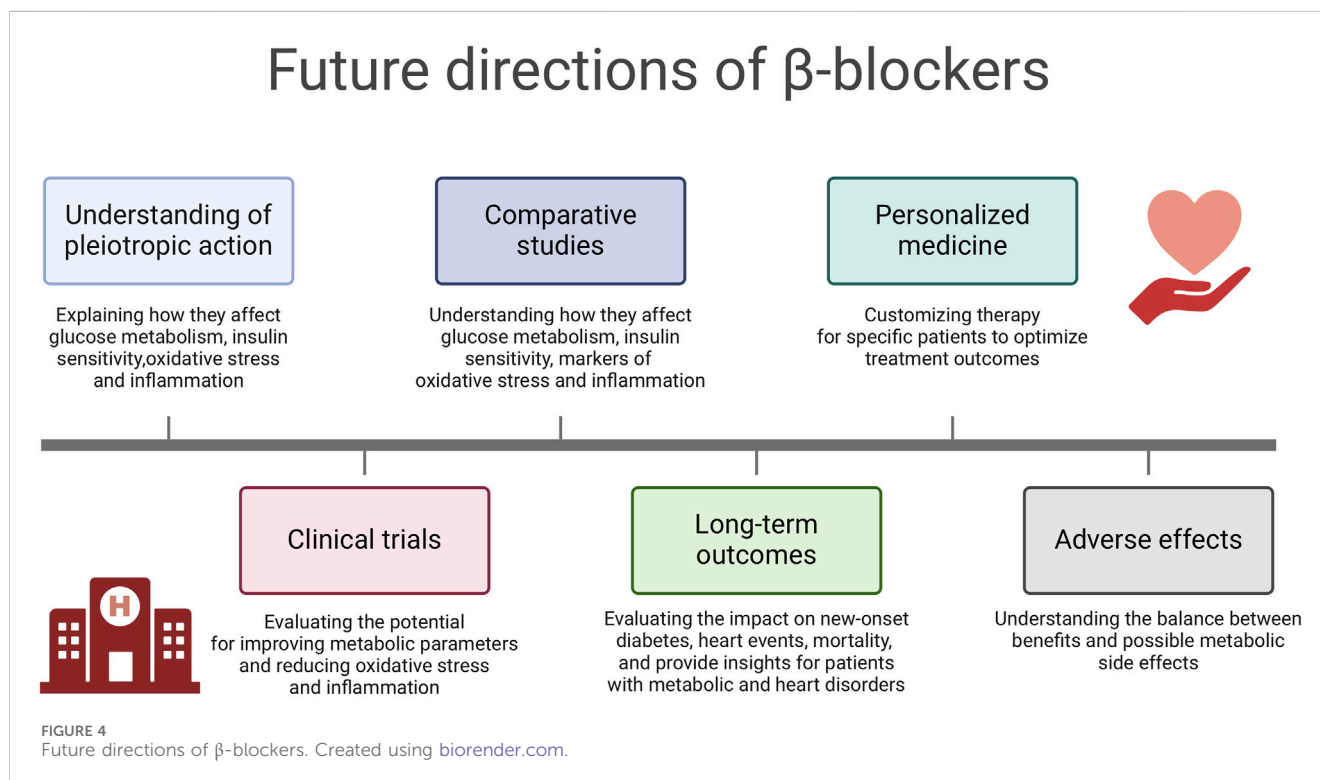 Future directions of β-blockers
Understanding of
pleiotropic action
Explaining how they affect
glucose metabolism, insulin
sensitivity,oxidative stress
and inflammation
Comparative
studies
Understanding how they affect
glucose metabolism, insulin
sensitivity, markers of
oxidative stress and inflammation
Personalized
medicine
Customizing therapy
for specific patients to optimize
treatment outcomes
H
Clinical trials
Evaluating the potential
for improving metabolic parameters
and reducing oxidative stress
and inflammation
Long-term
outcomes
Evaluating the impact on new-onset
diabetes, heart events, mortality,
and provide insights for patients
with metabolic and heart disorders
Adverse effects
Understanding the balance between
benefits and possible metabolic
side effects
FIGURE 4
Future directions of β-blockers. Created using biorender.com.